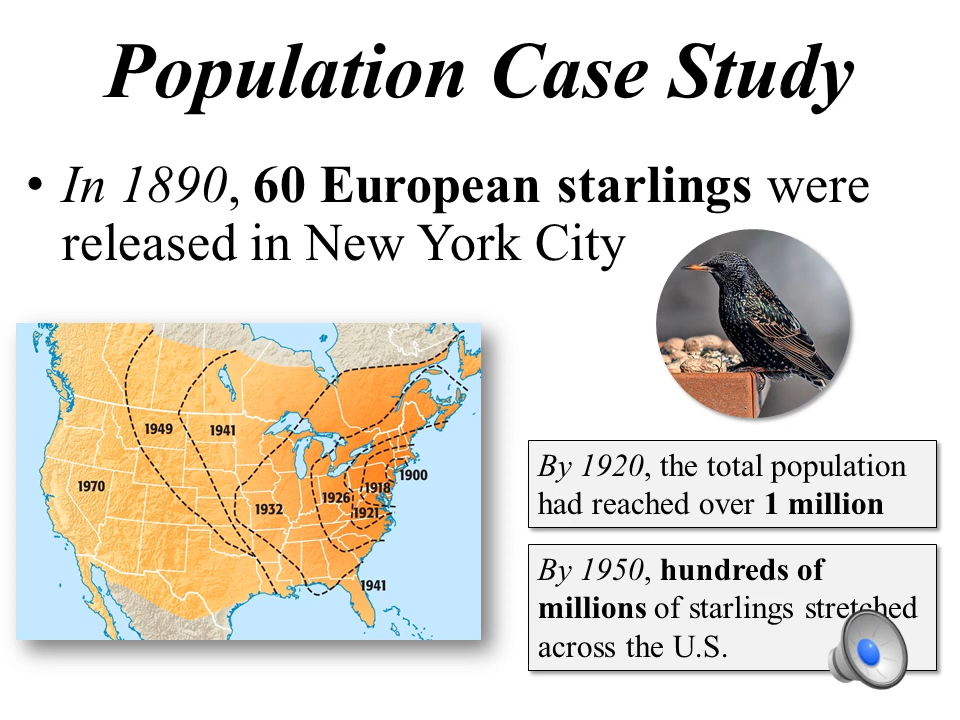 Population Case Study
• In 1890, 60 European starlings were
released in New York City
1949
1941
1970
1932
1926
1918
1900
1921
1941
By 1920, the total population
had reached over 1 million
By 1950, hundreds of
millions of starlings stretched
across the U.S.